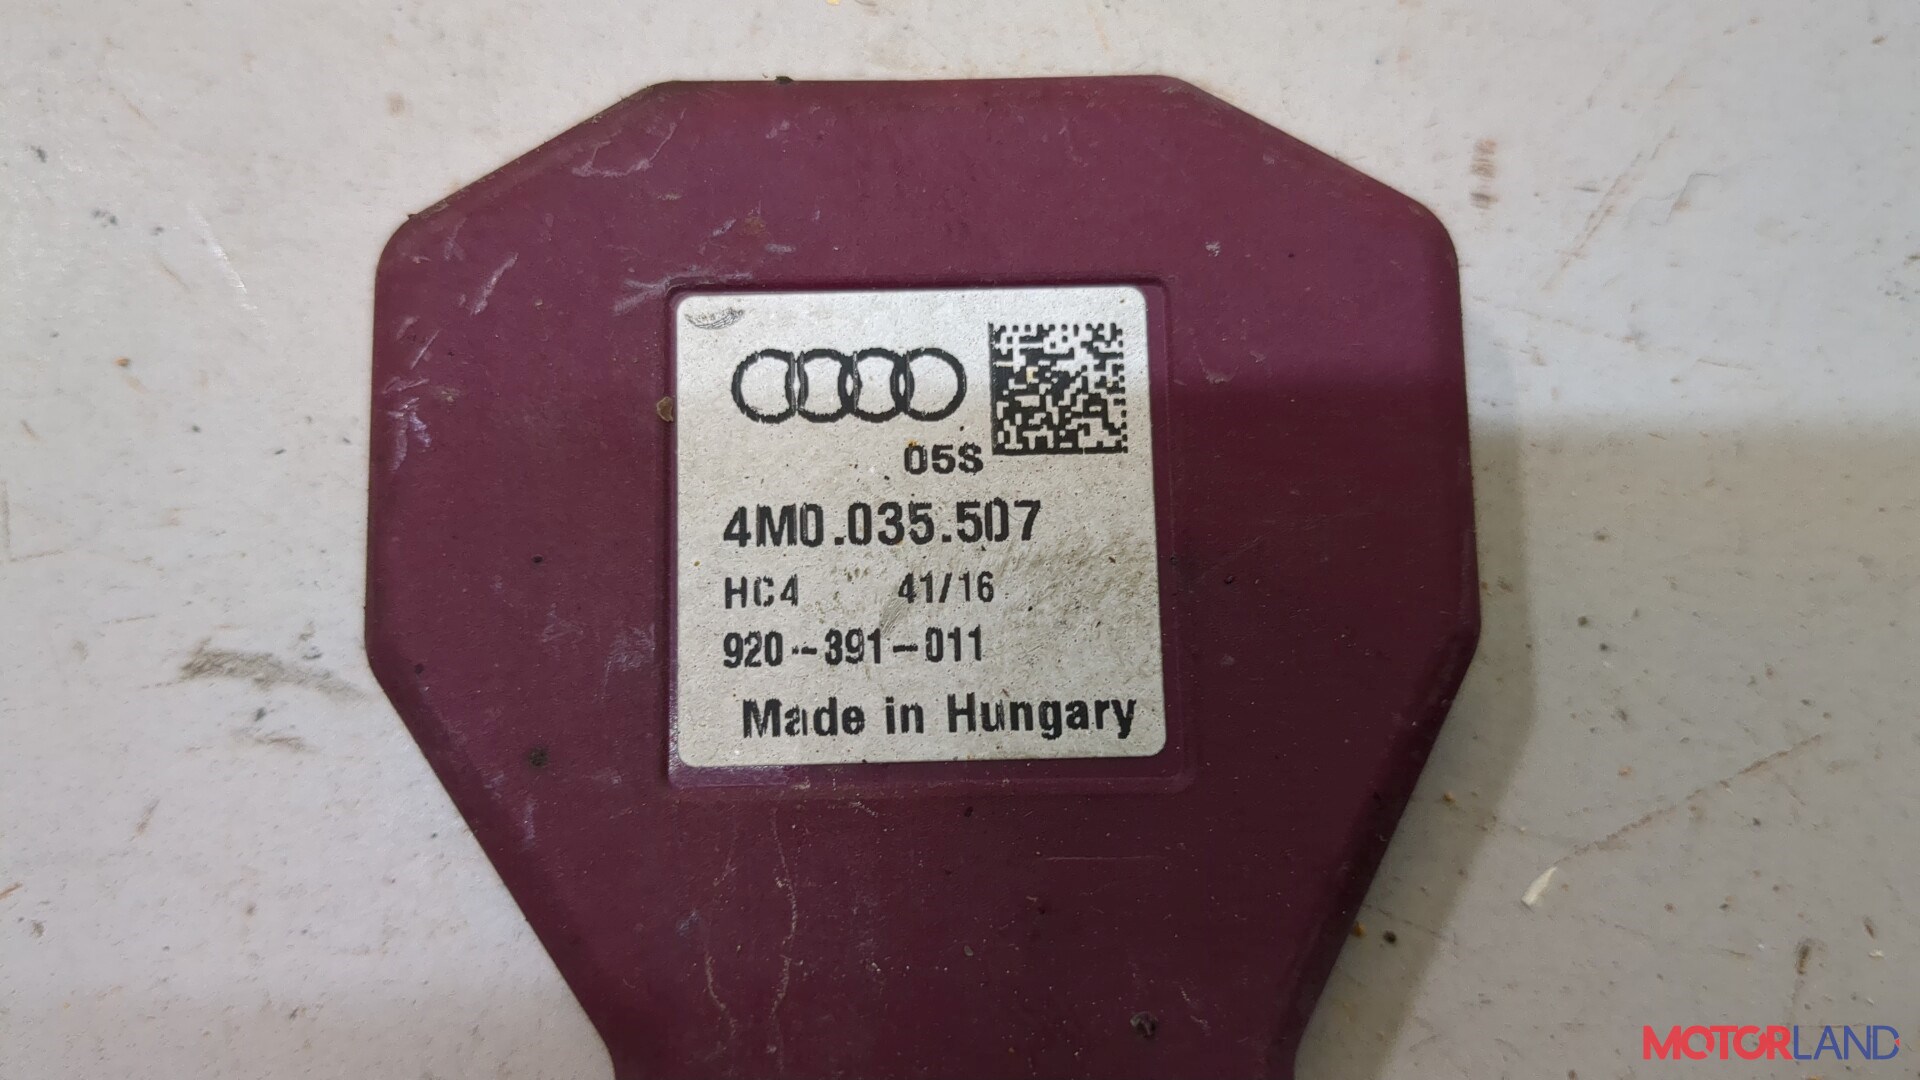 05S
4M0.035.507
HC4 41/16
920-391-011
Made in Hungary
MOTORLAND